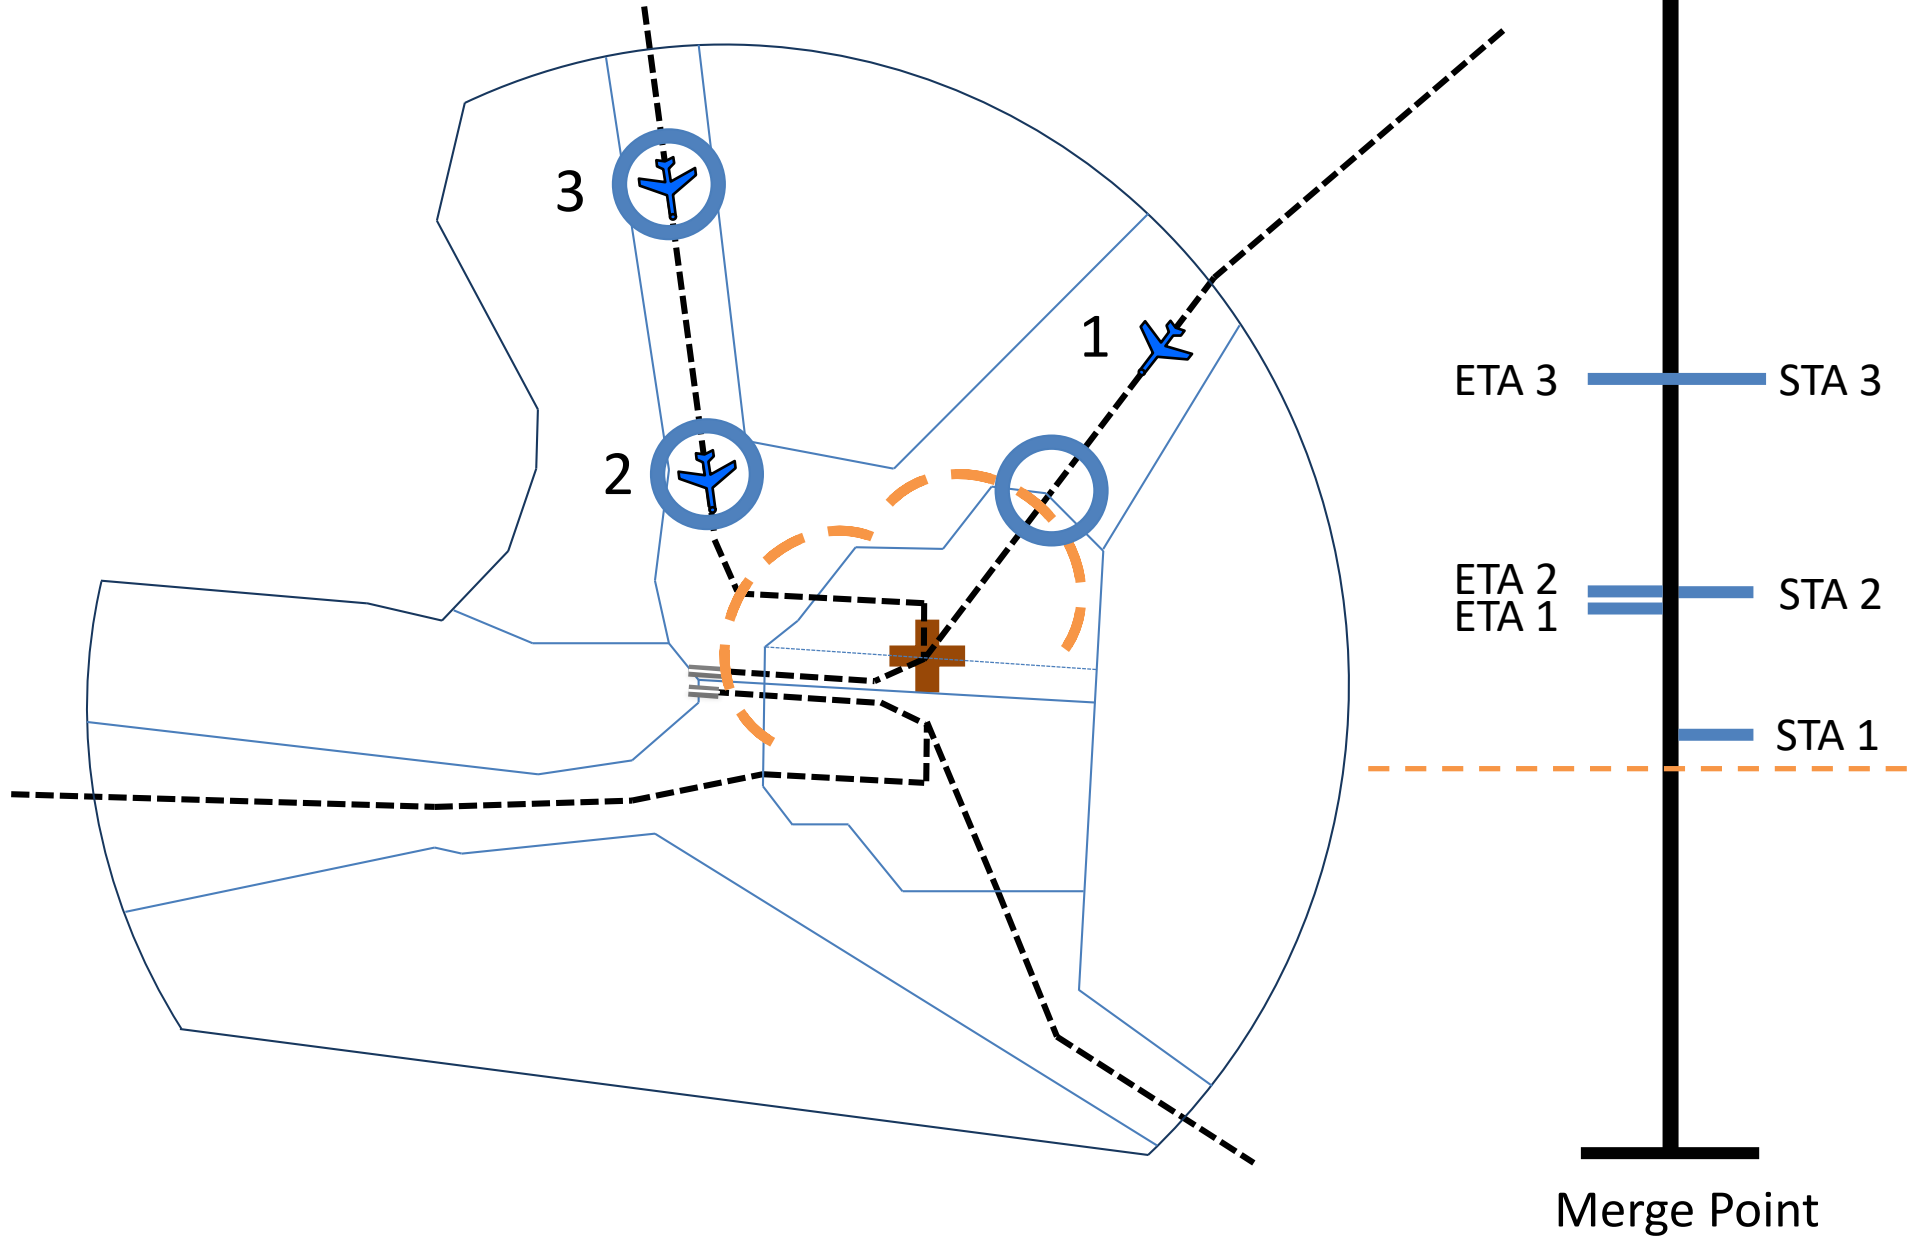 3
1
2
ETA 3
STA 3
ETA 2
STA 2
ETA 1
STA 1
Merge Point